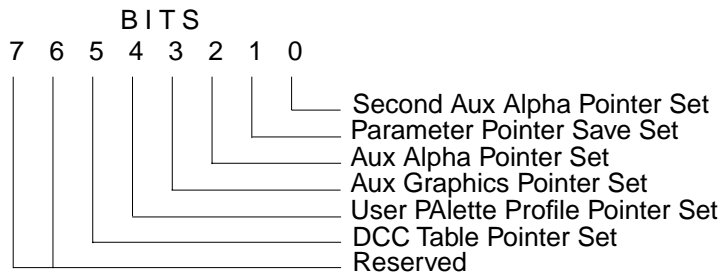 B I T S
7 6 5 4 3 2 1 0
Second Aux Alpha Pointer Set
Parameter Pointer Save Set
Aux Alpha Pointer Set
Aux Graphics Pointer Set
User PAlette Profile Pointer Set
DCC Table Pointer Set
Reserved